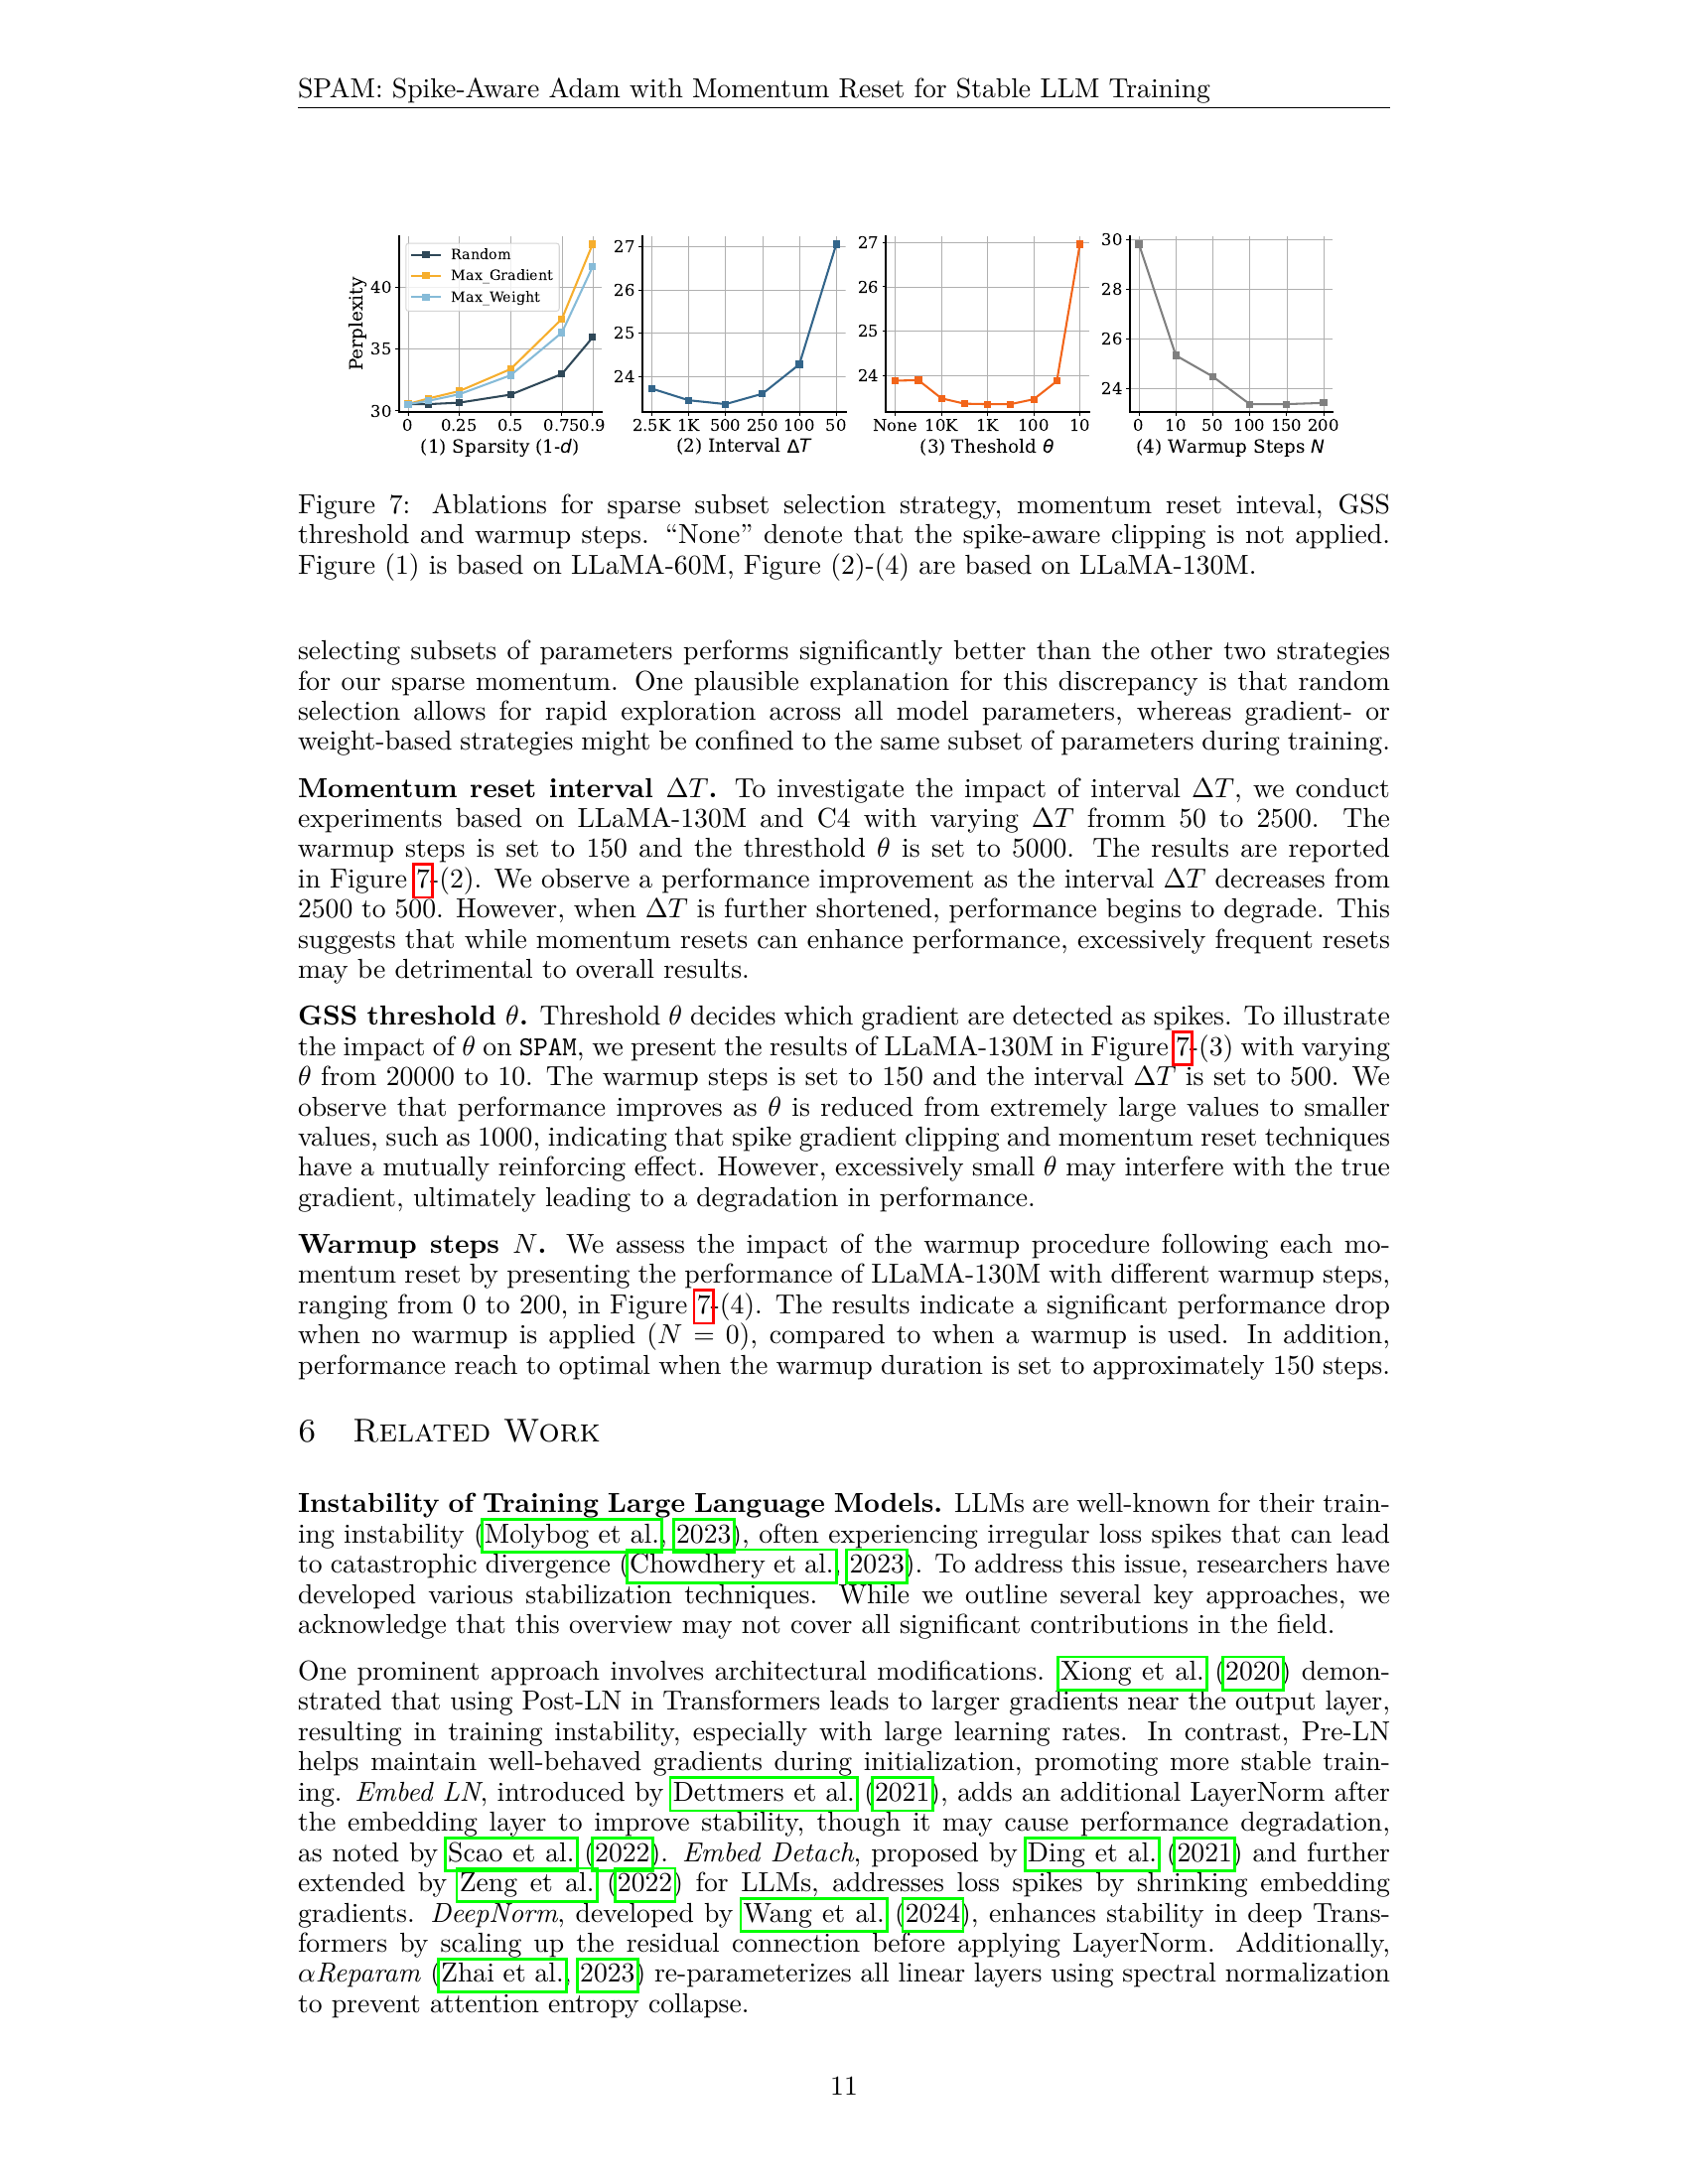 SPAM: Spike-Aware Adam with Momentum Reset for Stable LLM Training
Random
Max_Gradient
Max_Weight
Perplexity
40
35
30
0 0.25 0.5 0.75 0.9
(1) Sparsity (1-d)
27
26
25
24
2.5K 1K 500 250 100 50
(2) Interval ΔT
27
26
25
24
None 10K 1K 100 10
(3) Theshold θ
30
28
26
24
0 10 50 100 150 200
(4) Warmup Steps N
Figure 7: Ablations for sparse subset selection strategy, momentum reset inteval, GSS
threshold and warmup steps. “None” denote that the spike-aware clipping is not applied.
Figure (1) is based on LLaMA-60M, Figure (2)-(4) are based on LLaMA-130M.
selecting subsets of parameters performs significantly better than the other two strategies
for our sparse momentum. One plausible explanation for this discrepancy is that random
selection allows for rapid exploration across all model parameters, whereas gradient- or
weight-based strategies might be confined to the same subset of parameters during training.
Momentum reset interval ΔT. To investigate the impact of interval ΔT, we conduct
experiments based on LLaMA-130M and C4 with varying ΔT fromm 50 to 2500. The
warmup steps is set to 150 and the thresthold θ is set to 5000. The results are reported
in Figure 7-(2). We observe a performance improvement as the interval ΔT decreases from
2500 to 500. However, when ΔT is further shortened, performance begins to degrade. This
suggests that while momentum resets can enhance performance, excessively frequent resets
may be detrimental to overall results.
GSS threshold θ. Threshold θ decides which gradient are detected as spikes. To illustrate
the impact of θ on SPAM, we present the results of LLaMA-130M in Figure 7-(3) with varying
θ from 20000 to 10. The warmup steps is set to 150 and the interval ΔT is set to 500. We
observe that performance improves as θ is reduced from extremely large values to smaller
values, such as 1000, indicating that spike gradient clipping and momentum reset techniques
have a mutually reinforcing effect. However, excessively small θ may interfere with the true
gradient, ultimately leading to a degradation in performance.
Warmup steps N. We assess the impact of the warmup procedure following each mo-
mentum reset by presenting the performance of LLaMA-130M with different warmup steps,
ranging from 0 to 200, in Figure 7-(4). The results indicate a significant performance drop
when no warmup is applied (N = 0), compared to when a warmup is used. In addition,
performance reach to optimal when the warmup duration is set to approximately 150 steps.
6 Related Work
Instability of Training Large Language Models. LLMs are well-known for their train-
ing instability (Molybog et al., 2023), often experiencing irregular loss spikes that can lead
to catastrophic divergence (Chowdhery et al., 2023). To address this issue, researchers have
developed various stabilization techniques. While we outline several key approaches, we
acknowledge that this overview may not cover all significant contributions in the field.
One prominent approach involves architectural modifications. Xiong et al. (2020) demon-
strated that using Post-LN in Transformers leads to larger gradients near the output layer,
resulting in training instability, especially with large learning rates. In contrast, Pre-LN
helps maintain well-behaved gradients during initialization, promoting more stable train-
ing. Embed LN, introduced by Dettmers et al. (2021), adds an additional LayerNorm after
the embedding layer to improve stability, though it may cause performance degradation,
as noted by Scao et al. (2022). Embed Detach, proposed by Ding et al. (2021) and further
extended by Zeng et al. (2022) for LLMs, addresses loss spikes by shrinking embedding
gradients. DeepNorm, developed by Wang et al. (2024), enhances stability in deep Trans-
formers by scaling up the residual connection before applying LayerNorm. Additionally,
αReparam (Zhai et al., 2023) re-parameterizes all linear layers using spectral normalization
to prevent attention entropy collapse.
11